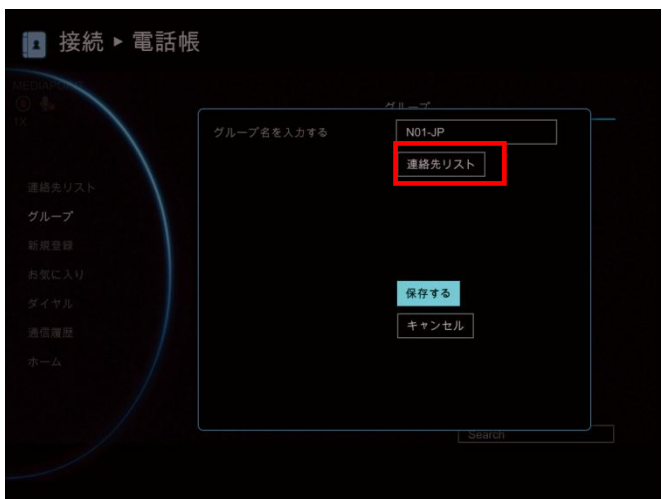 接続 ▸ 電話帳
MEDIAPOINT
1X
グループ
グループ名を入力する
N01-JP
連絡先リスト
連絡先リスト
グループ
新規登録
お気に入り
ダイヤル
通信履歴
ホーム
保存する
キャンセル
Search